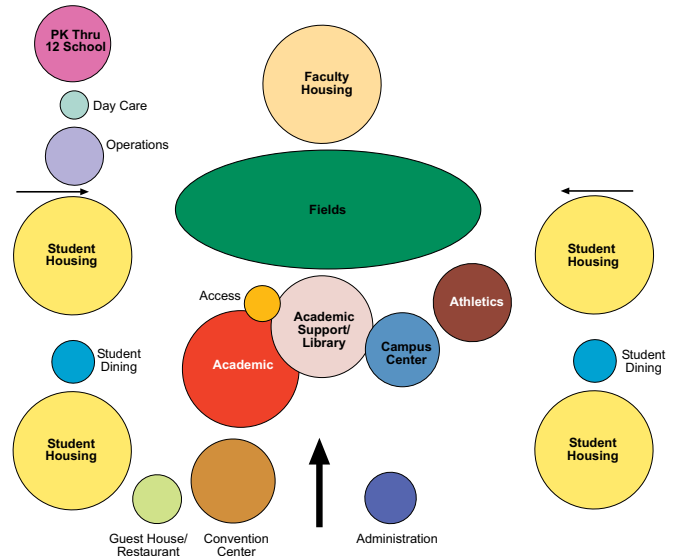 PK Thru
12 School
Faculty
Housing
Day Care
Operations
Fields
Student
Housing
Student
Housing
Access
Academic
Support/
Library
Athletics
Academic
Campus
Center
Student
Dining
Student
Dining
Student
Housing
Student
Housing
Guest House/
Restaurant
Convention
Center
Administration